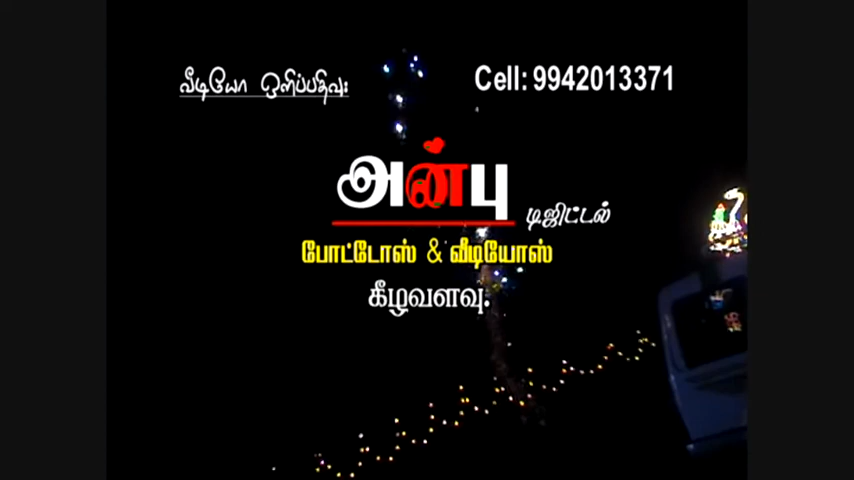 வீடியோ ஒளிப்பதிவு:
Cell: 9942013371
அன்பு
டிஜிட்டல்
போட்டோஸ் & வீடியோஸ்
கீழவளவு.